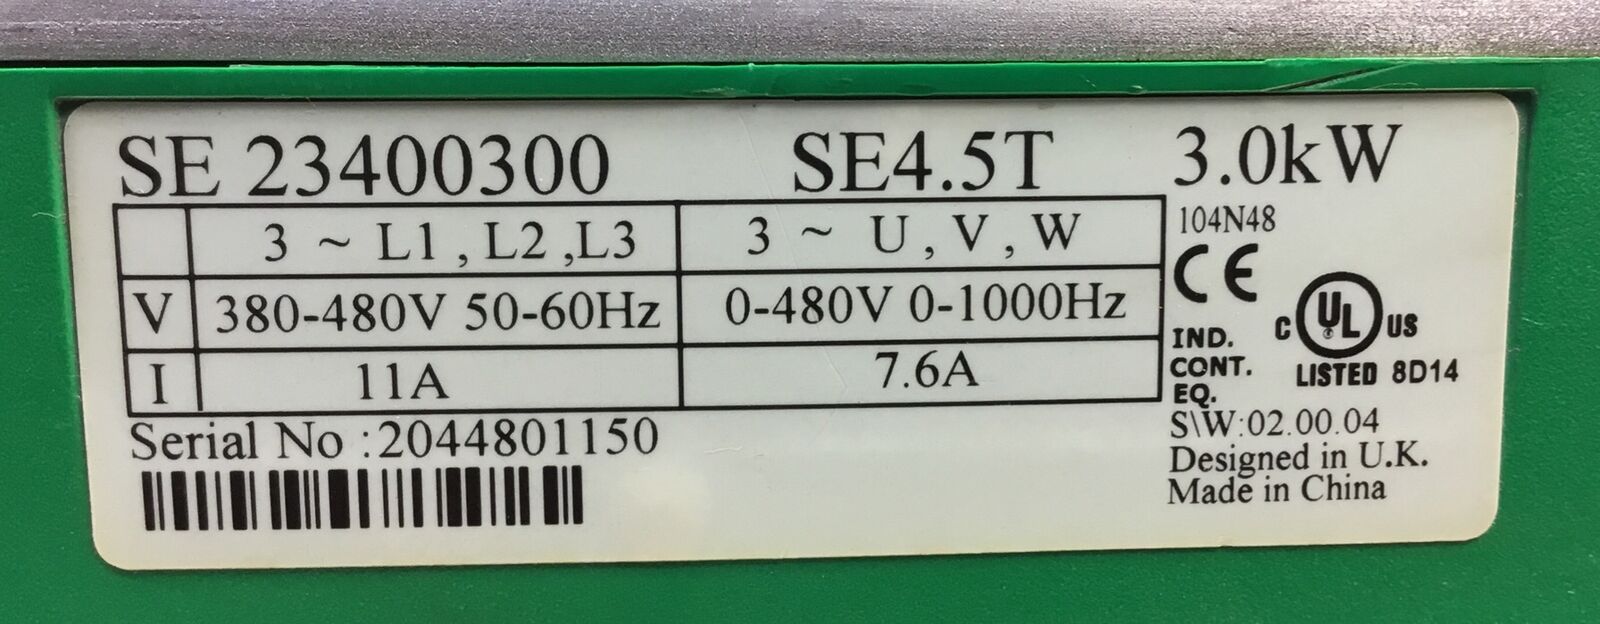 SE 23400300 SE4.5T 3.0kW
3 ~ L1 , L2 ,L3 3 ~ U , V , W
V 380-480V 50-60Hz 0-480V 0-1000Hz
I 11A 7.6A
Serial No :2044801150
104N48
CE
C UL US
LISTED 8D14
IND.
CONT.
EQ.
S\W:02.00.04
Designed in U.K.
Made in China